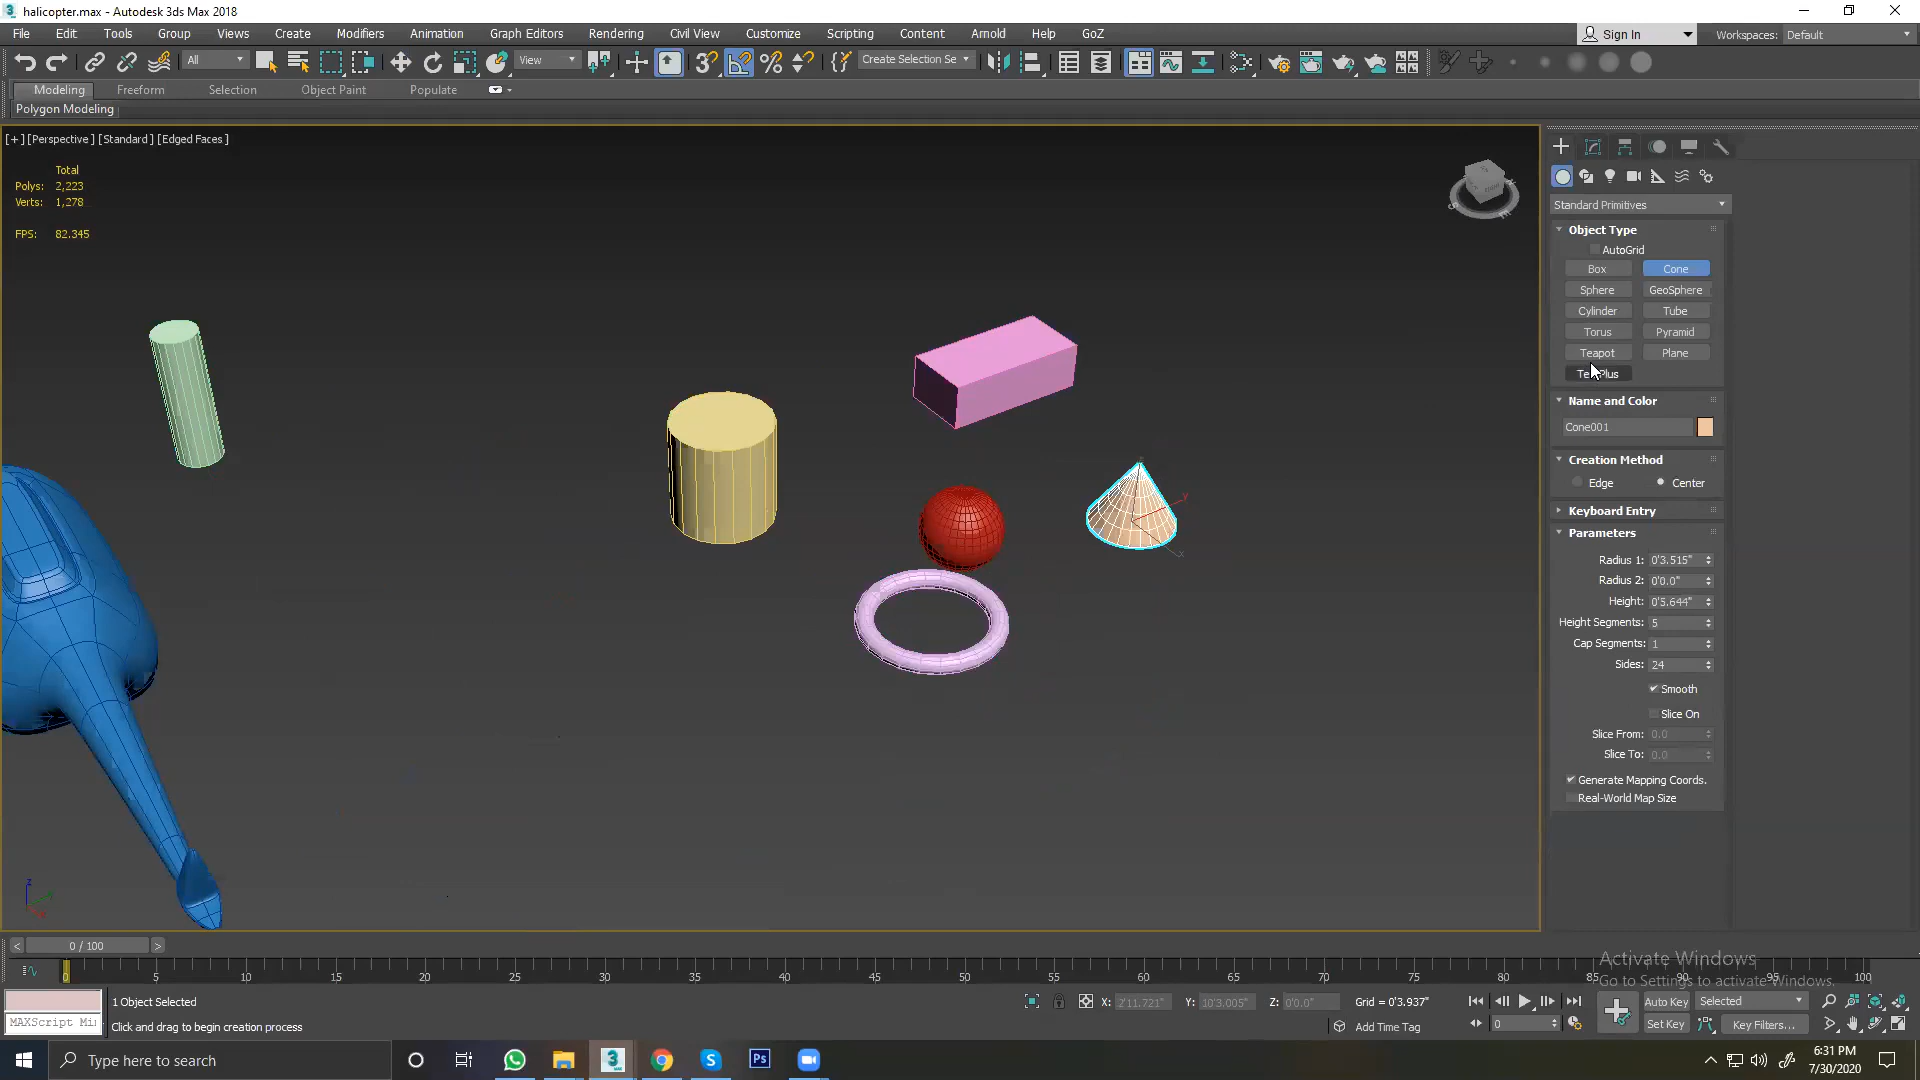 halicopter.max - Autodesk 3ds Max 2018
File Edit Tools Group Views Create Modifiers Animation Graph Editors Rendering Civil View Customize Scripting Content Arnold Help GoZ
Sign In
Workspaces: Default
All
View
Create Selection Se
Modeling Freeform Selection Object Paint Populate
Polygon Modeling
[+] [Perspective] [Standard] [Edged Faces]
Total
Polys: 2,223
Verts: 1,278
FPS: 82.345
Standard Primitives
Object Type
AutoGrid
Box Cone
Sphere GeoSphere
Cylinder Tube
Torus Pyramid
Teapot Plane
Name and Color
Cone001
Creation Method
Edge Center
Keyboard Entry
Parameters
Radius 1: 0'3.515"
Radius 2: 0'0.0"
Height: 0'5.644"
Height Segments: 5
Cap Segments: 1
Sides: 24
Smooth
Slice On
Slice From: 0.0
Slice To: 0.0
Generate Mapping Coords.
Real-World Map Size
0 / 100
0 5 10 15 20 25 30 35 40 45 50 55 60 65 70 75 80 85 90 95 100
Activate Windows
Go to Settings to activate Windows.
1 Object Selected
X: 2'11.721" Y: 10'3.005" Z: 0'0.0" Grid = 0'3.937"
Auto Key Selected
MAXScript Mi
Click and drag to begin creation process
Add Time Tag
0
Set Key Key Filters...
Type here to search
6:31 PM
7/30/2020